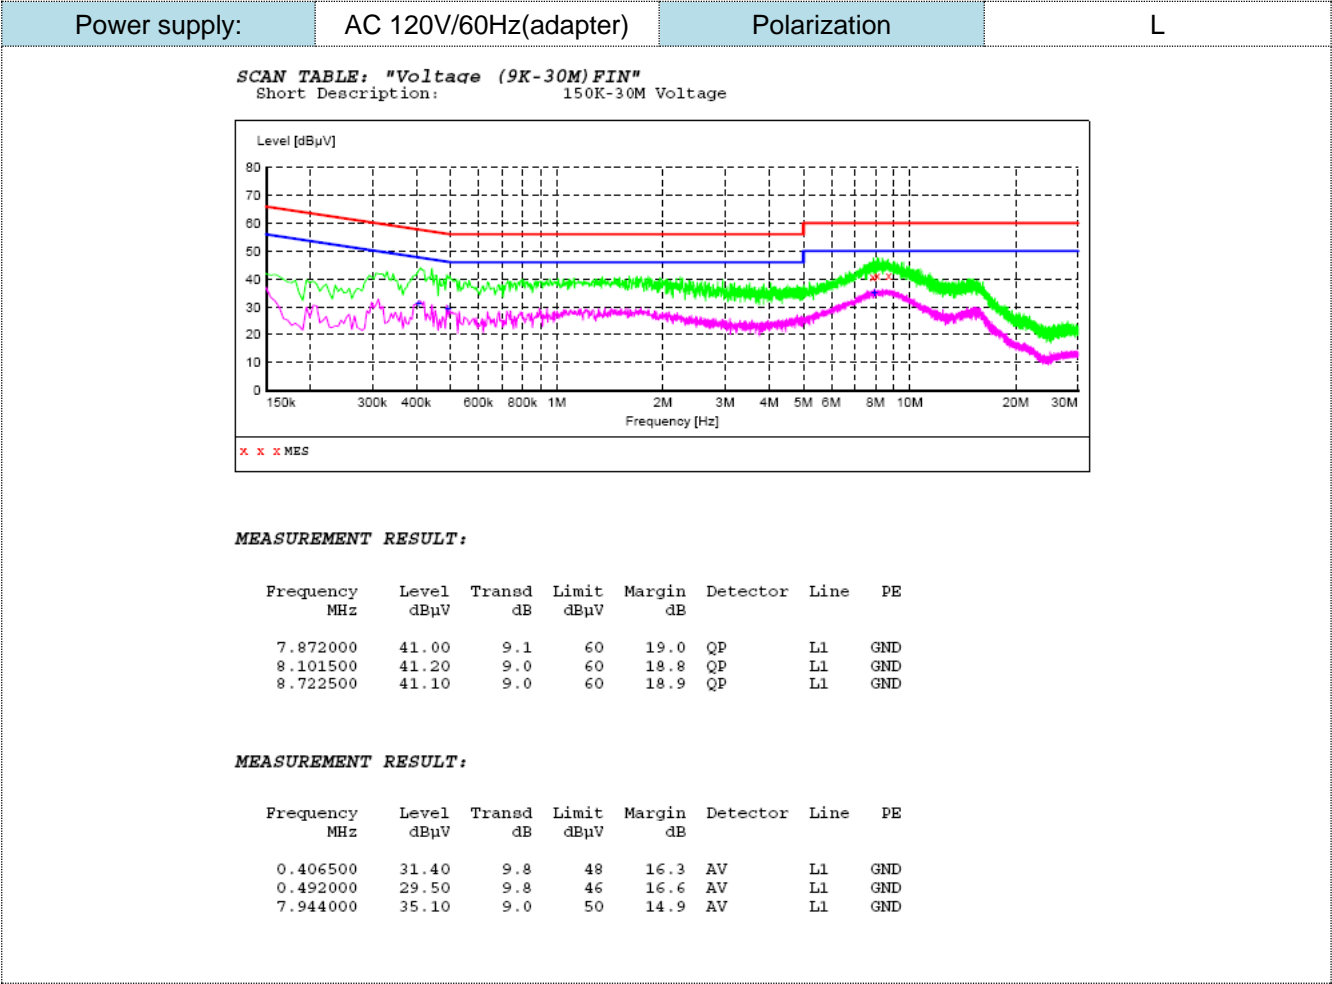 Power supply: AC 120V/60Hz(adapter) Polarization L
SCAN TABLE: "Voltage (9K-30M)FIN"
Short Description: 150K-30M Voltage
Level [dBµV]
80
70
60
50
40
30
20
10
0
150k 300k 400k 600k 800k 1M 2M 3M 4M 5M 6M 8M 10M 20M 30M
Frequency [Hz]
x x x MES
MEASUREMENT RESULT:
Frequency Level Transd Limit Margin Detector Line PE
MHz dBµV dB dBµV dB
7.872000 41.00 9.1 60 19.0 QP L1 GND
8.101500 41.20 9.0 60 18.8 QP L1 GND
8.722500 41.10 9.0 60 18.9 QP L1 GND
MEASUREMENT RESULT:
Frequency Level Transd Limit Margin Detector Line PE
MHz dBµV dB dBµV dB
0.406500 31.40 9.8 48 16.3 AV L1 GND
0.492000 29.50 9.8 46 16.6 AV L1 GND
7.944000 35.10 9.0 50 14.9 AV L1 GND